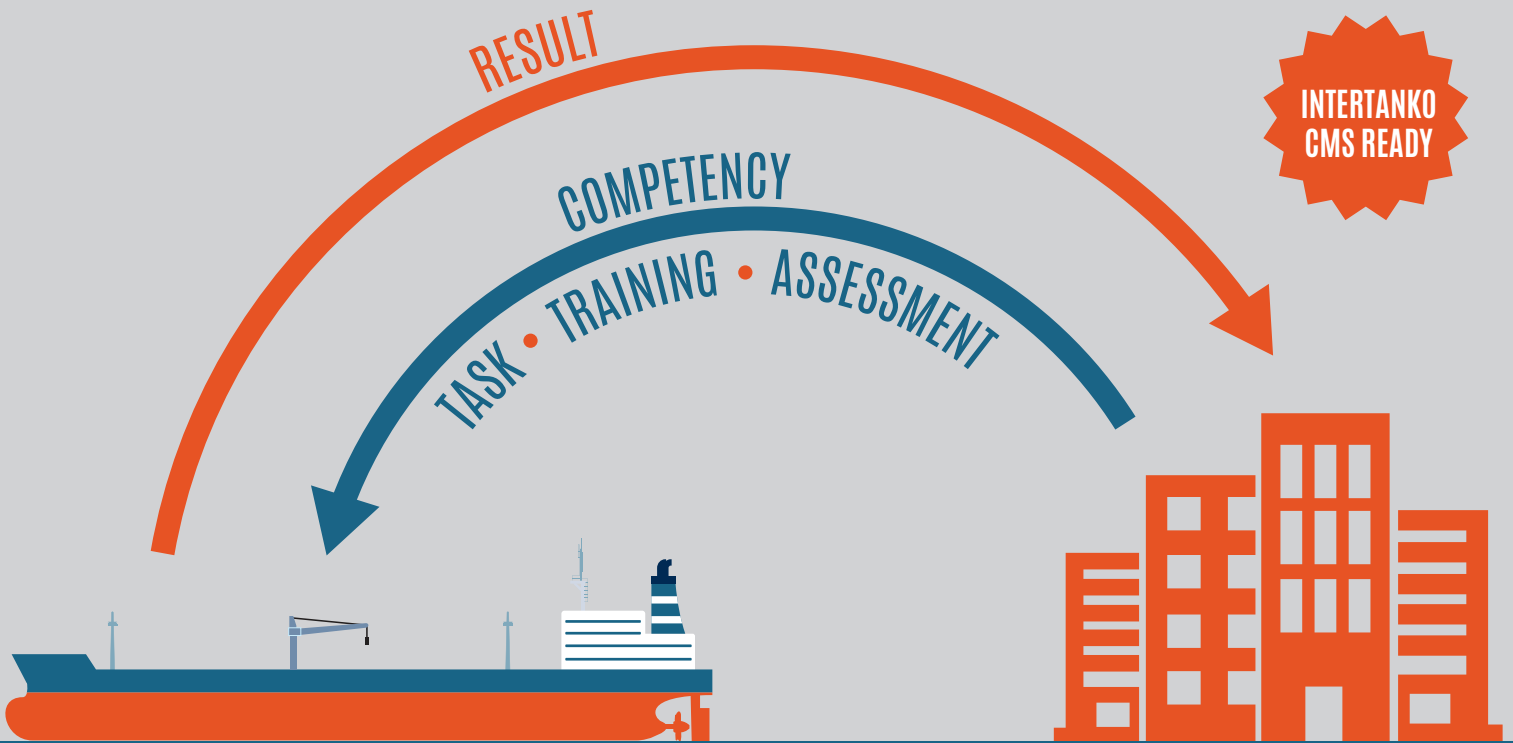 RESULT
INTERTANKO
CMS READY
COMPETENCY
TASK • TRAINING • ASSESSMENT